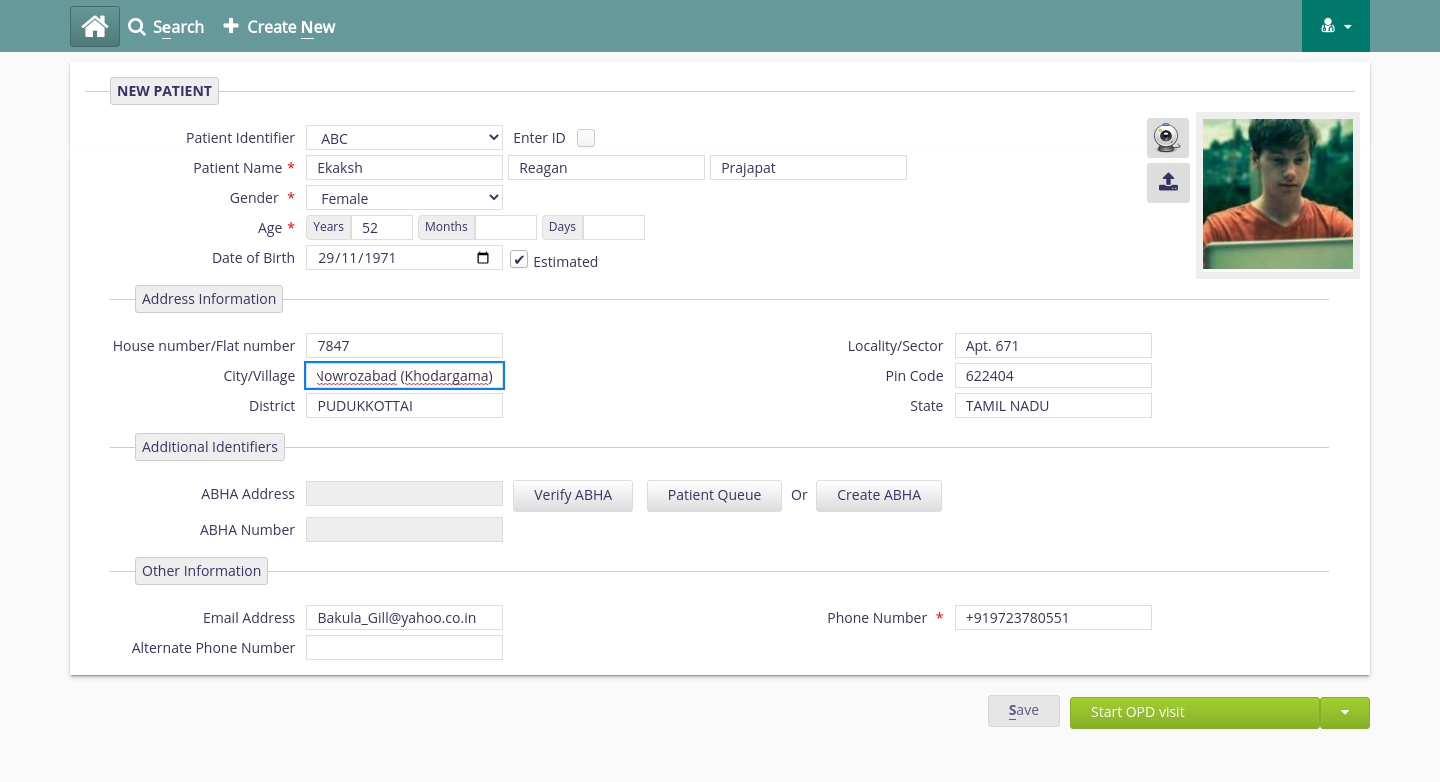 Search Create New
NEW PATIENT
Patient Identifier ABC Enter ID
Patient Name * Ekaksh Reagan Prajapat
Gender * Female
Age * Years 52 Months Days
Date of Birth 29/11/1971 Estimated
Address Information
House number/Flat number 7847 Locality/Sector Apt. 671
City/Village Nowrozabad (Khodargama) Pin Code 622404
District PUDUKKOTTAI State TAMIL NADU
Additional Identifiers
ABHA Address Verify ABHA Patient Queue Or Create ABHA
ABHA Number
Other Information
Email Address Bakula_Gill@yahoo.co.in Phone Number * +919723780551
Alternate Phone Number
Save Start OPD visit